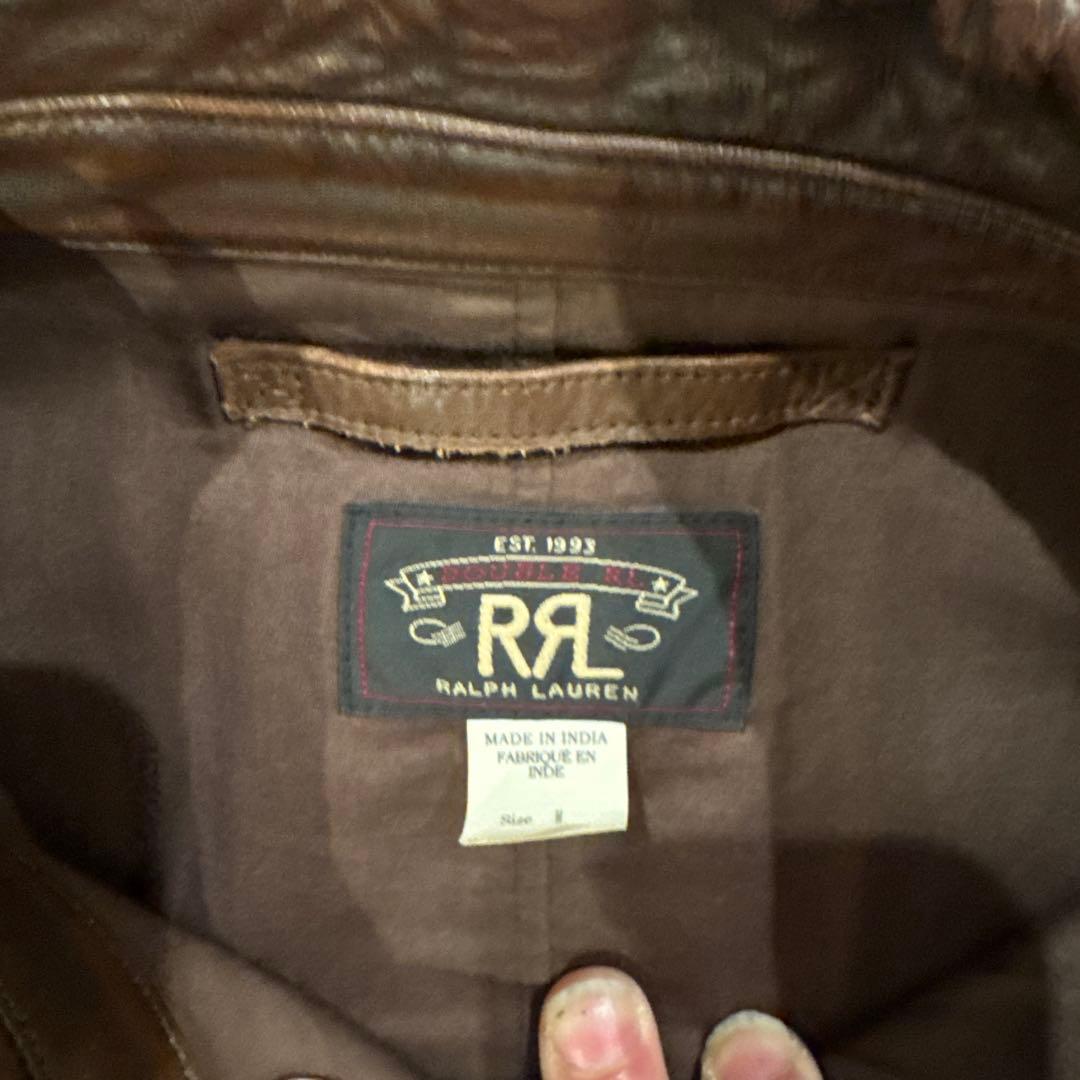 EST. 1993
DOUBLE RL
RRL
RALPH LAUREN
MADE IN INDIA
FABRIQUÉ EN
INDE
Size